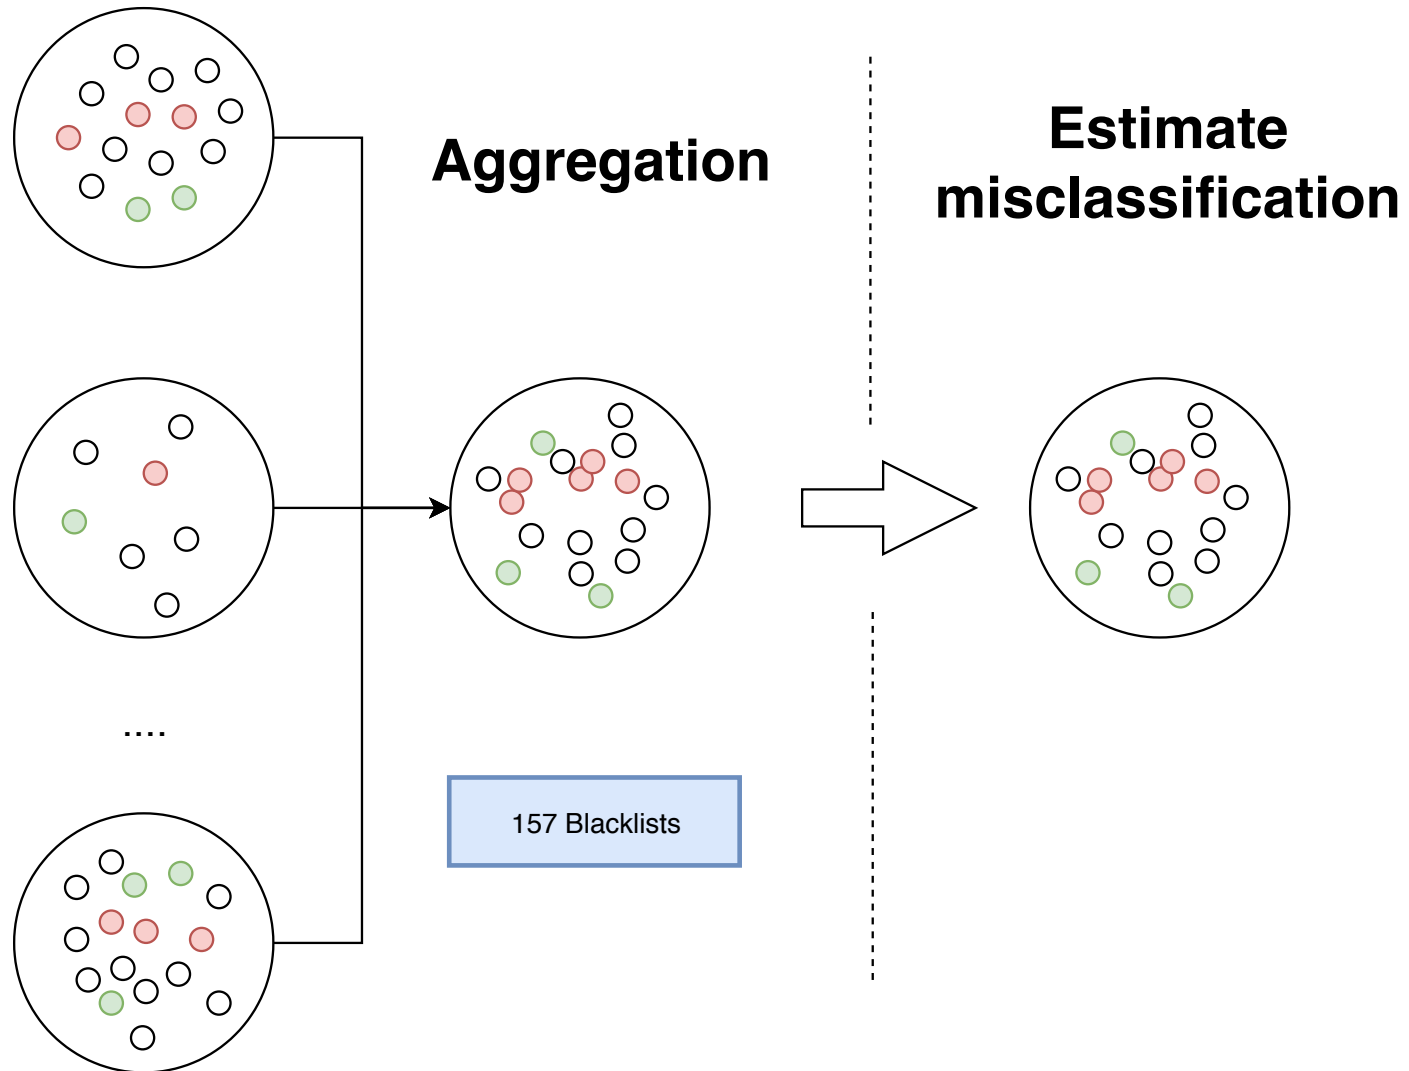 Aggregation
Estimate
misclassification
....
157 Blacklists